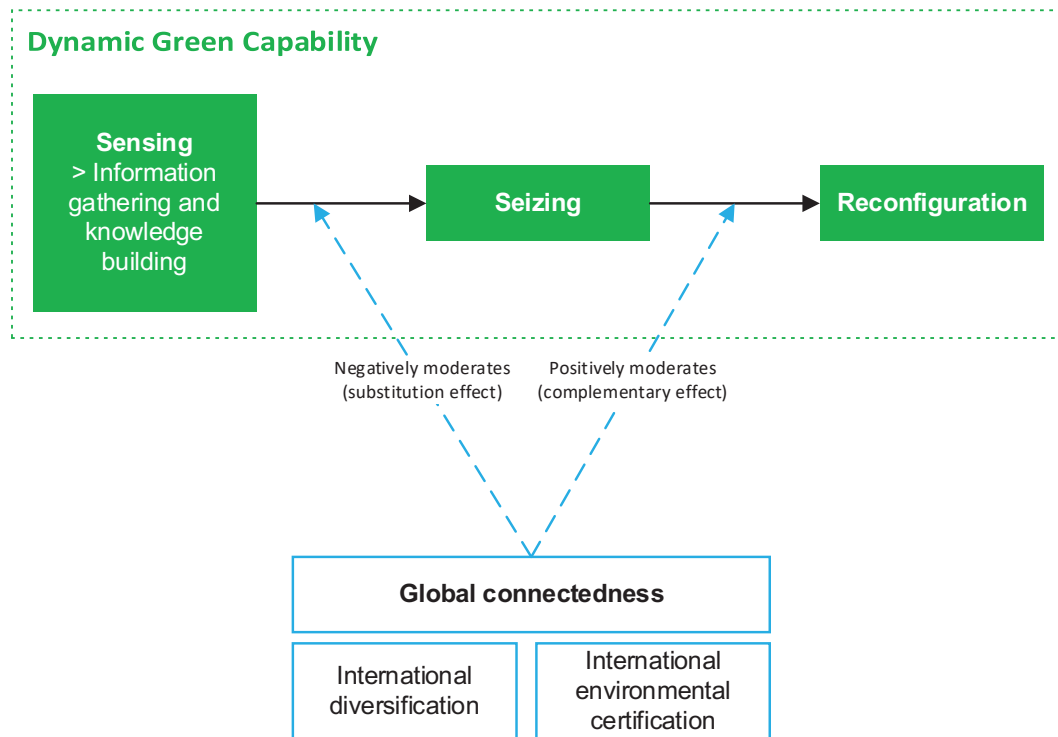 Dynamic Green Capability
Sensing
> Information
gathering and
knowledge
building
Seizing
Reconfiguration
Negatively moderates
(substitution effect)
Positively moderates
(complementary effect)
Global connectedness
International
diversification
International
environmental
certification